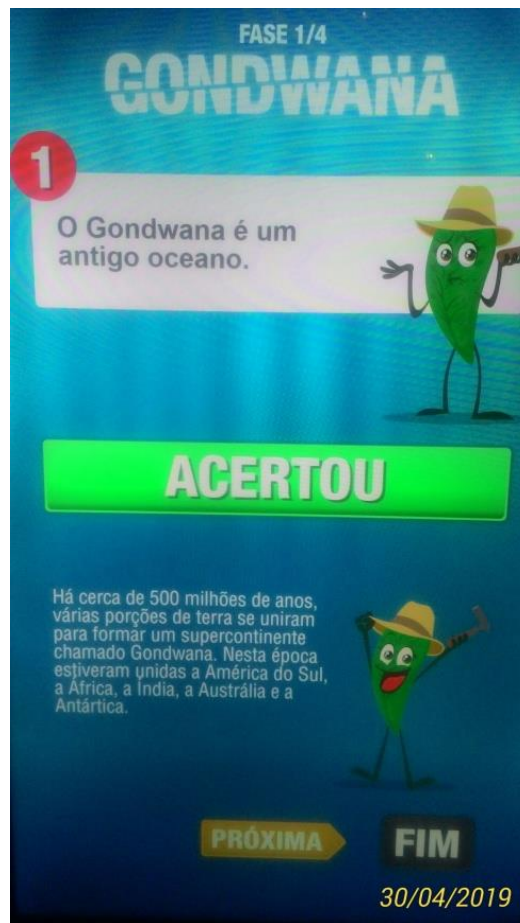 FASE 1/4
GONDWANA
1
O Gondwana é um
antigo oceano.
ACERTOU
Há cerca de 500 milhões de anos,
várias porções de terra se uniram
para formar um supercontinente
chamado Gondwana. Nesta época
estiveram unidas a América do Sul,
a África, a Índia, a Austrália e a
Antártica.
PRÓXIMA
FIM
30/04/2019